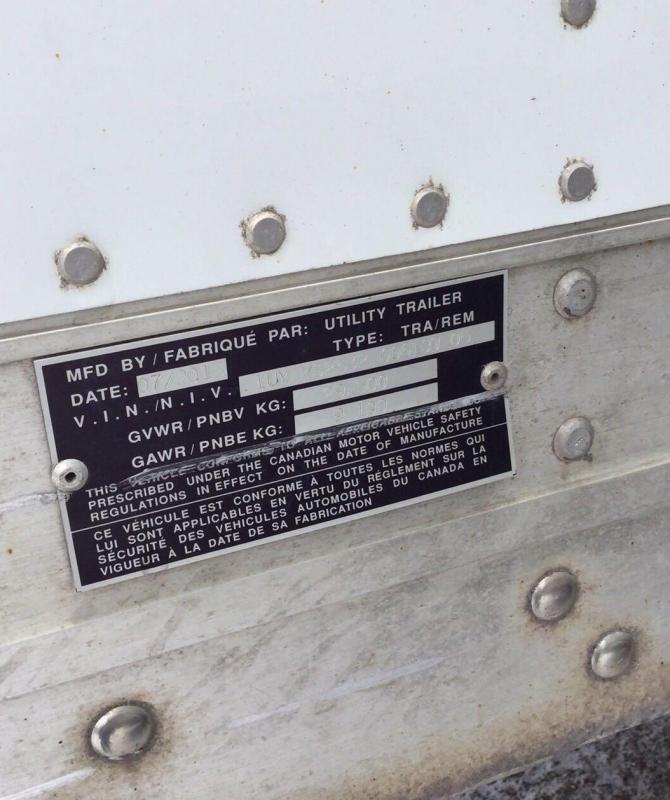 MFD BY / FABRIQUÉ PAR: UTILITY TRAILER
DATE: TYPE: TRA/REM
V.I.N./N.I.V.
GVWR/PNBV KG:
GAWR/PNBE KG:
THIS VEHICLE CONFORMS TO ALL APPLICABLE STANDARDS
PRESCRIBED UNDER THE CANADIAN MOTOR VEHICLE SAFETY
REGULATIONS IN EFFECT ON THE DATE OF MANUFACTURE
CE VÉHICULE EST CONFORME À TOUTES LES NORMES QUI
LUI SONT APPLICABLES EN VERTU DU RÉGLEMENT SUR LA
SÉCURITÉ DES VÉHICULES AUTOMOBILES DU CANADA EN
VIGUEUR À LA DATE DE SA FABRICATION